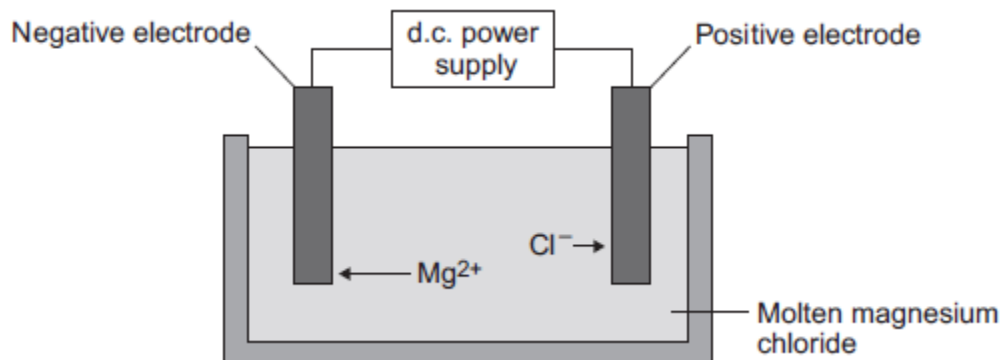 Negative electrode
d.c. power
supply
Positive electrode
Cl⁻
Mg²⁺
Molten magnesium
chloride